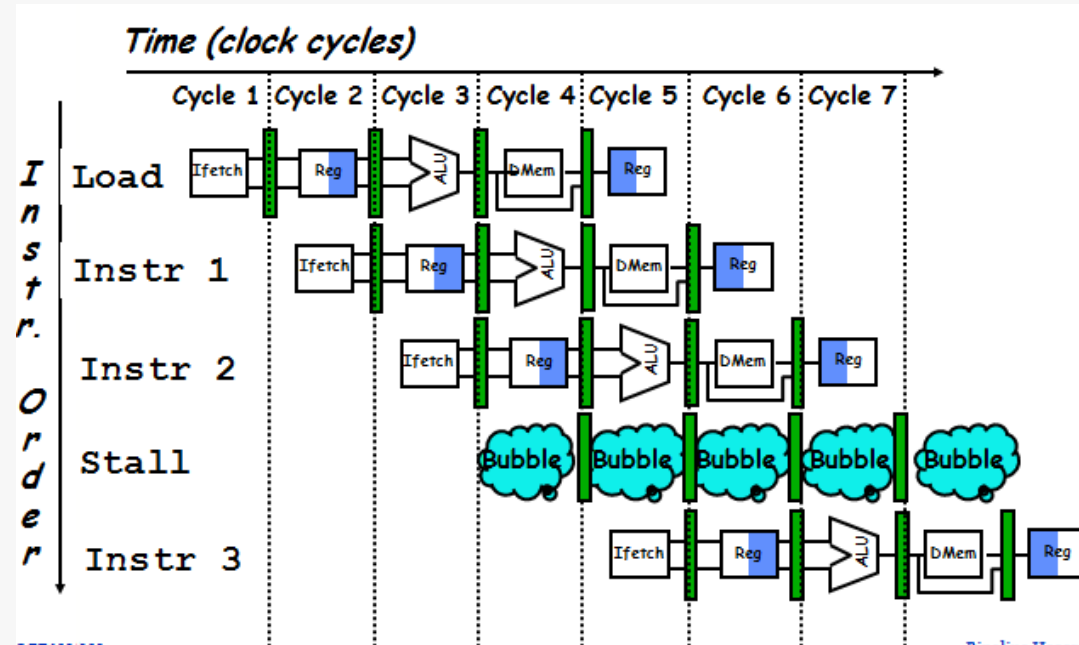 Time (clock cycles)
Cycle 1 Cycle 2 Cycle 3 Cycle 4 Cycle 5 Cycle 6 Cycle 7
Instr. Order
Load Ifetch Reg ALU DMem Reg
Instr 1 Ifetch Reg ALU DMem Reg
Instr 2 Ifetch Reg ALU DMem Reg
Stall Bubble Bubble Bubble Bubble Bubble
Instr 3 Ifetch Reg ALU DMem Reg